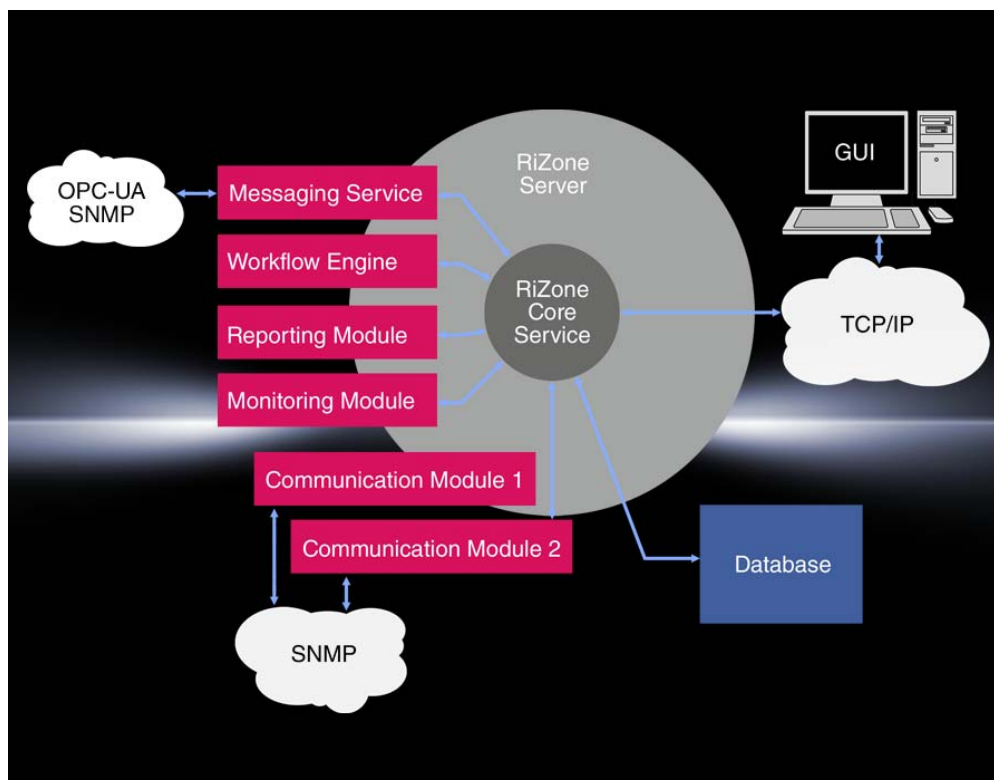 RiZone
Server
GUI
OPC-UA
SNMP
Messaging Service
Workflow Engine
RiZone
Core
Service
Reporting Module
TCP/IP
Monitoring Module
Communication Module 1
Communication Module 2
Database
SNMP